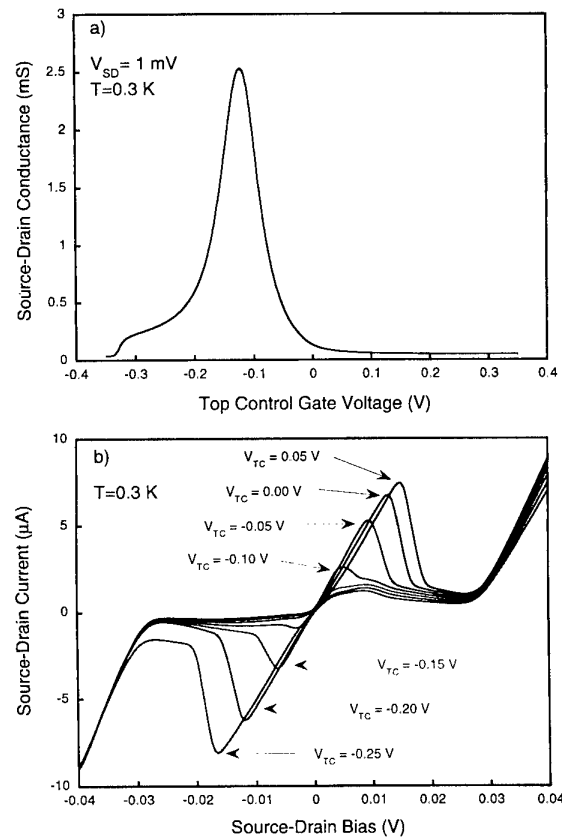 a)
V_SD = 1 mV
T=0.3 K
Source-Drain Conductance (mS)
3
2.5
2
1.5
1
0.5
0
-0.4 -0.3 -0.2 -0.1 0 0.1 0.2 0.3 0.4
Top Control Gate Voltage (V)
b)
T=0.3 K
V_TC = 0.05 V
V_TC = 0.00 V
V_TC = -0.05 V
V_TC = -0.10 V
V_TC = -0.15 V
V_TC = -0.20 V
V_TC = -0.25 V
Source-Drain Current (μA)
10
5
0
-5
-10
-0.04 -0.03 -0.02 -0.01 0 0.01 0.02 0.03 0.04
Source-Drain Bias (V)